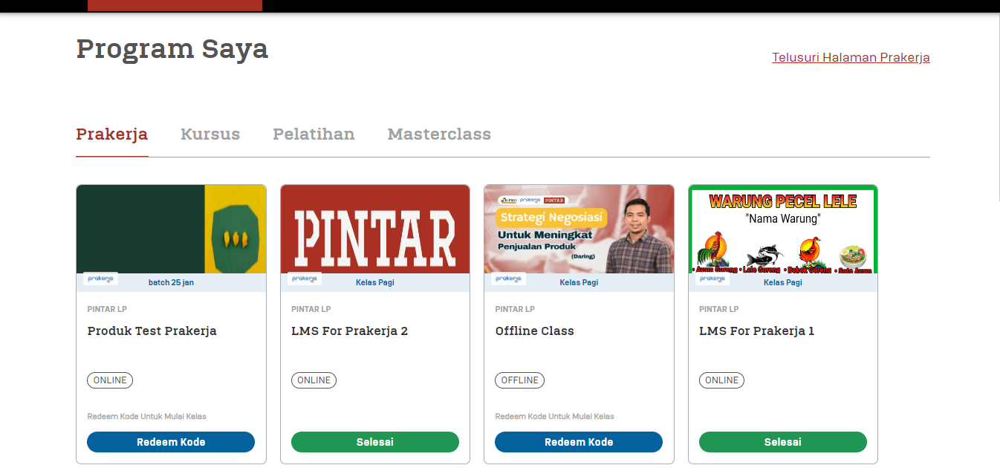 Program Saya
Telusuri Halaman Prakerja
Prakerja
Kursus
Pelatihan
Masterclass
prakerja
batch 25 jan
PINTAR LP
Produk Test Prakerja
ONLINE
Redeem Kode Untuk Mulai Kelas
Redeem Kode
PINTAR
prakerja
Kelas Pagi
PINTAR LP
LMS For Prakerja 2
ONLINE
Selesai
prakerja PINTAR
Strategi Negosiasi
Untuk Meningkat
Penjualan Produk
(Daring)
prakerja
Kelas Pagi
PINTAR LP
Offline Class
OFFLINE
Redeem Kode Untuk Mulai Kelas
Redeem Kode
WARUNG PECEL LELE
"Nama Warung"
• Ayam Goreng • Lele Goreng • Bebek Goreng • Soto Ayam
prakerja
Kelas Pagi
PINTAR LP
LMS For Prakerja 1
ONLINE
Selesai